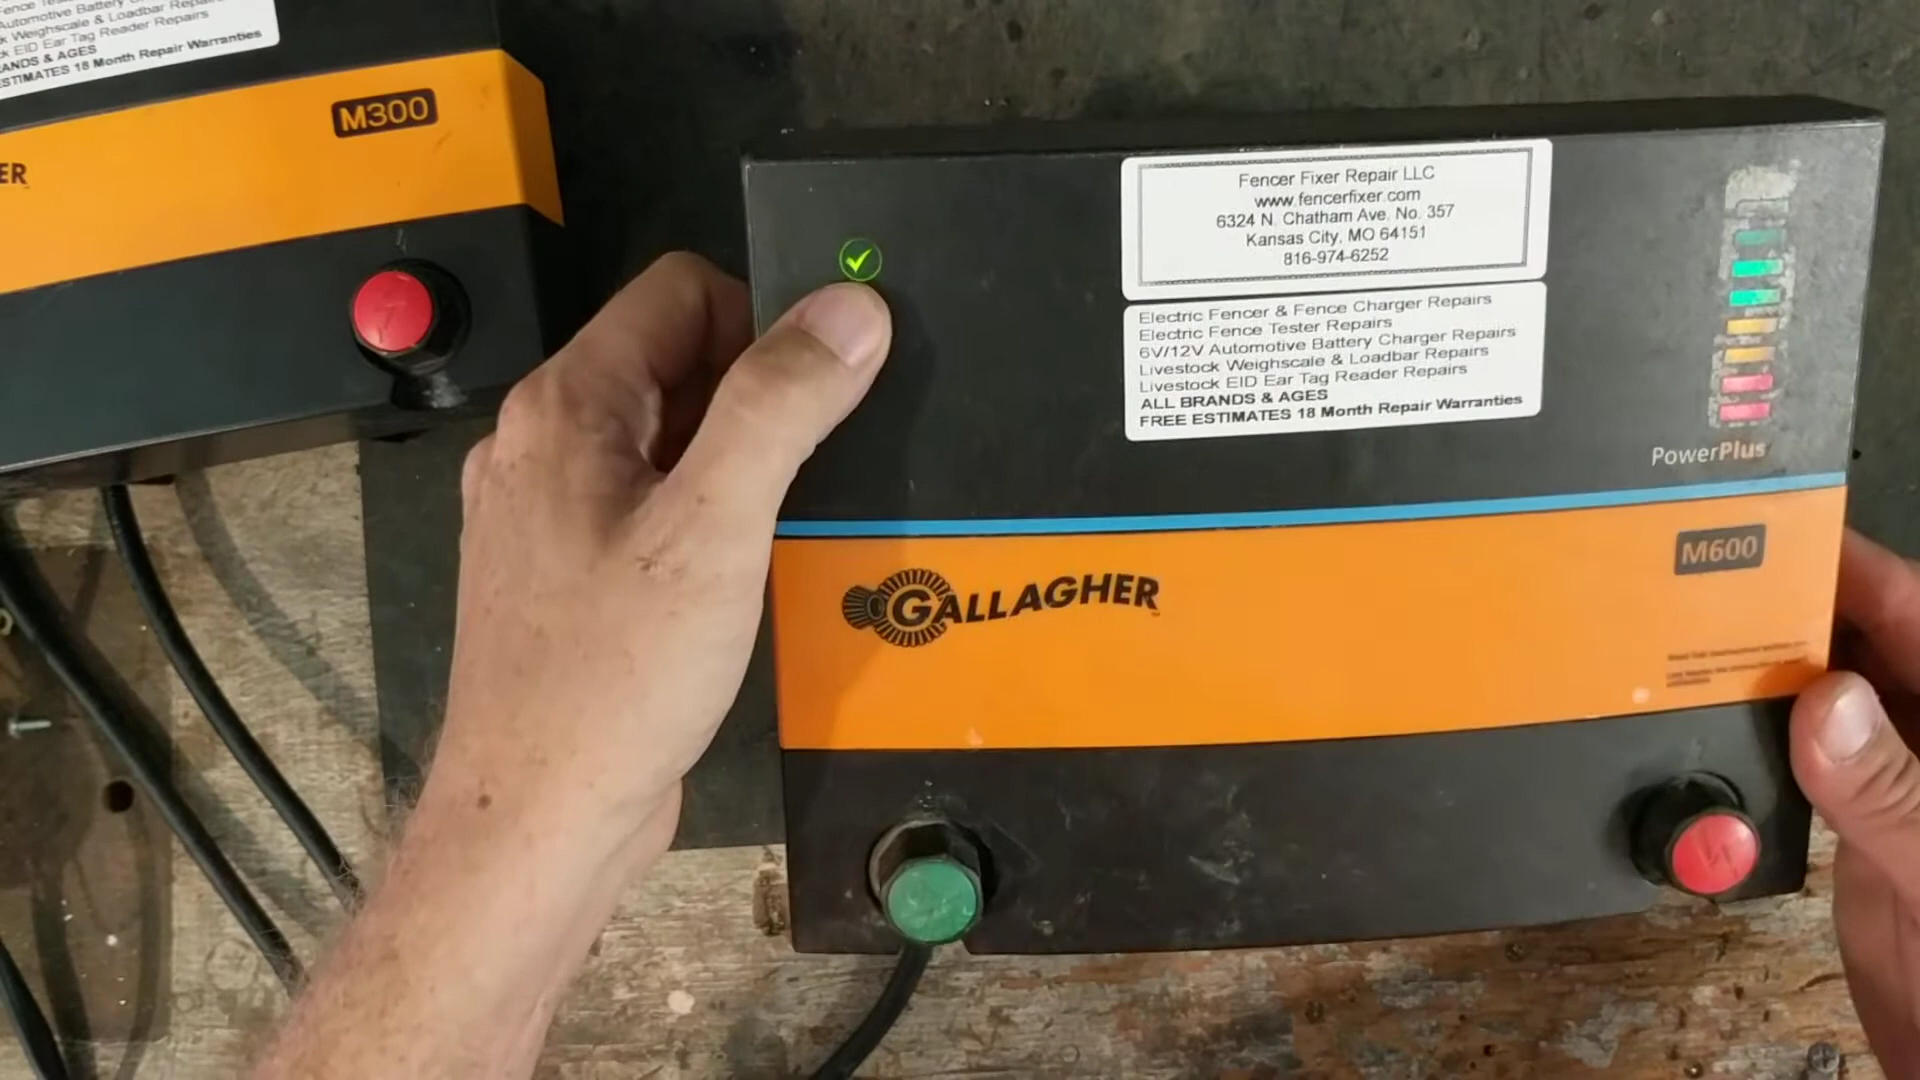 Automotive Battery
Weighscale & Loadbar
EID Ear Tag Reader Repairs
ANDS & AGES
ESTIMATES 18 Month Repair Warranties
M300
ER
Fencer Fixer Repair LLC
www.fencerfixer.com
6324 N. Chatham Ave. No. 357
Kansas City, MO 64151
816-974-6252
Electric Fencer & Fence Charger Repairs
Electric Fence Tester Repairs
6V/12V Automotive Battery Charger Repairs
Livestock Weighscale & Loadbar Repairs
Livestock EID Ear Tag Reader Repairs
ALL BRANDS & AGES
FREE ESTIMATES 18 Month Repair Warranties
PowerPlus
M600
GALLAGHER